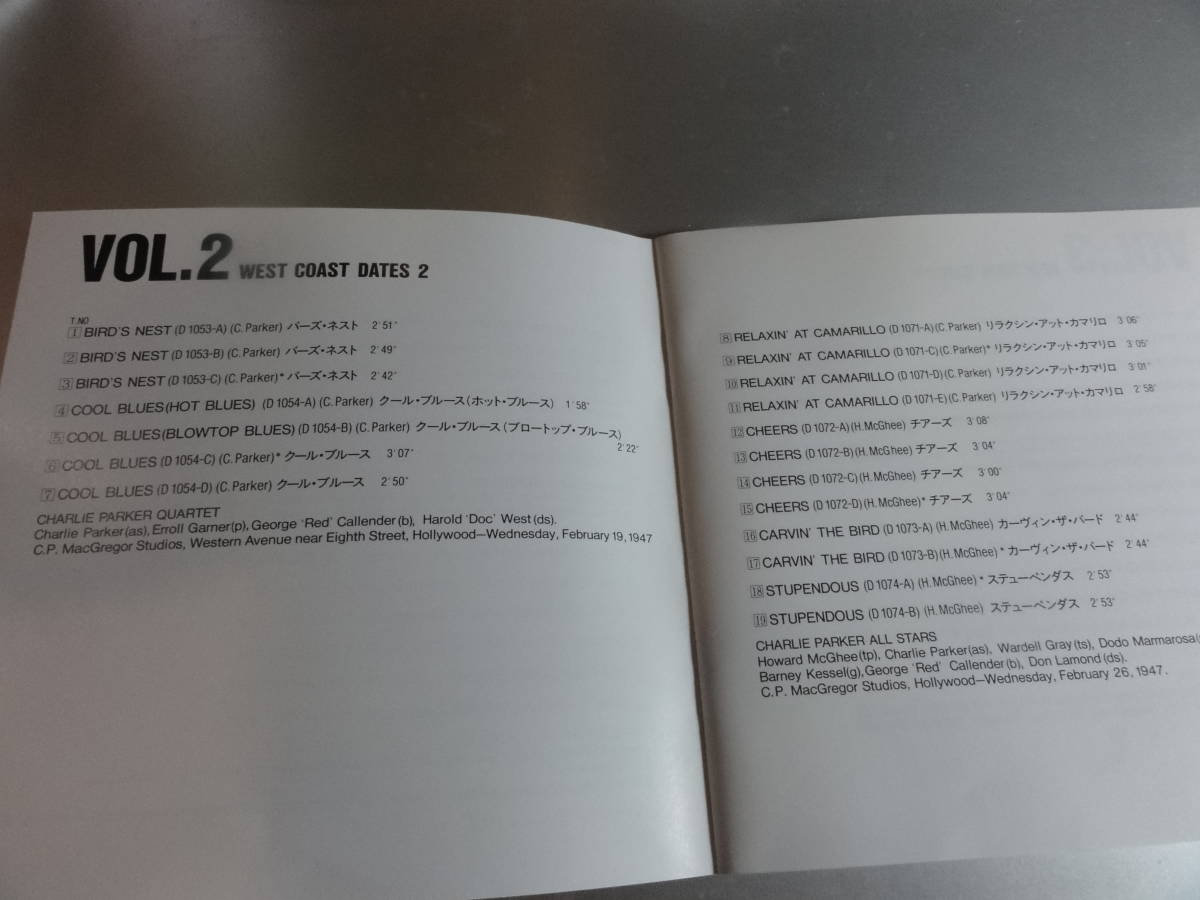 VOL.2 WEST COAST DATES 2
T.NO
1 BIRD'S NEST (D 1053-A) (C. Parker) バーズ・ネスト 2'51"
2 BIRD'S NEST (D 1053-B) (C. Parker) バーズ・ネスト 2'49"
3 BIRD'S NEST (D 1053-C) (C. Parker)* バーズ・ネスト 2'42"
4 COOL BLUES (HOT BLUES) (D 1054-A) (C. Parker) クール・ブルース (ホット・ブルース) 1'58"
5 COOL BLUES (BLOWTOP BLUES) (D 1054-B) (C. Parker) クール・ブルース (ブロートップ・ブルース)
2'22"
6 COOL BLUES (D 1054-C) (C. Parker)* クール・ブルース 3'07"
7 COOL BLUES (D 1054-D) (C. Parker) クール・ブルース 2'50"
CHARLIE PARKER QUARTET
Charlie Parker(as), Erroll Garner(p), George 'Red' Callender(b), Harold 'Doc' West(ds).
C.P. MacGregor Studios, Western Avenue near Eighth Street, Hollywood—Wednesday, February 19, 1947
8 RELAXIN' AT CAMARILLO (D 1071-A) (C. Parker) リラクシン・アット・カマリロ 3'06"
9 RELAXIN' AT CAMARILLO (D 1071-C) (C. Parker)* リラクシン・アット・カマリロ 3'05"
10 RELAXIN' AT CAMARILLO (D 1071-D) (C. Parker) リラクシン・アット・カマリロ 3'01"
11 RELAXIN' AT CAMARILLO (D 1071-E) (C. Parker) リラクシン・アット・カマリロ 2'58"
12 CHEERS (D 1072-A) (H. McGhee) チアーズ 3'08"
13 CHEERS (D 1072-B) (H. McGhee) チアーズ 3'04"
14 CHEERS (D 1072-C) (H. McGhee) チアーズ 3'00"
15 CHEERS (D 1072-D) (H. McGhee)* チアーズ 3'04"
16 CARVIN' THE BIRD (D 1073-A) (H. McGhee) カーヴィン・ザ・バード 2'44"
17 CARVIN' THE BIRD (D 1073-B) (H. McGhee)* カーヴィン・ザ・バード 2'44"
18 STUPENDOUS (D 1074-A) (H. McGhee)* ステューペンダス 2'53"
19 STUPENDOUS (D 1074-B) (H. McGhee) ステューペンダス 2'53"
CHARLIE PARKER ALL STARS
Howard McGhee(tp), Charlie Parker(as), Wardell Gray(ts), Dodo Marmarosa(
Barney Kessel(g), George 'Red' Callender(b), Don Lamond(ds).
C.P. MacGregor Studios, Hollywood—Wednesday, February 26, 1947.